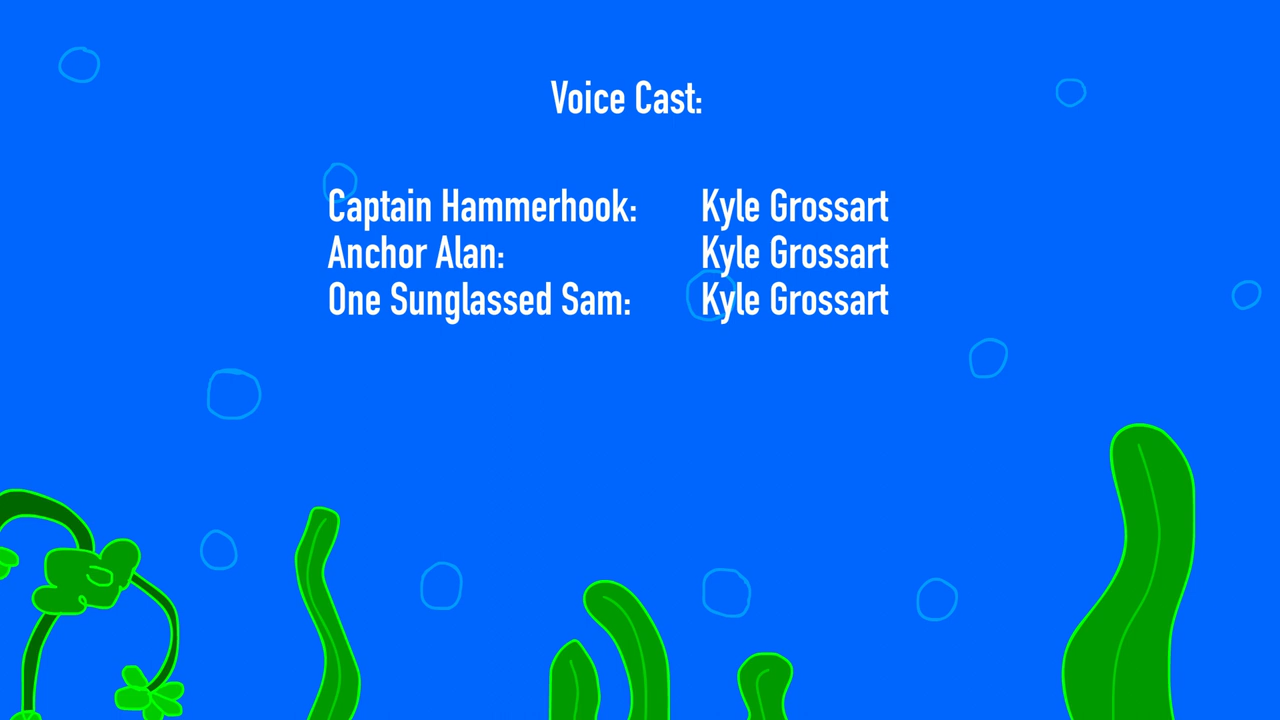 Voice Cast:
Captain Hammerhook: Kyle Grossart
Anchor Alan: Kyle Grossart
One Sunglassed Sam: Kyle Grossart